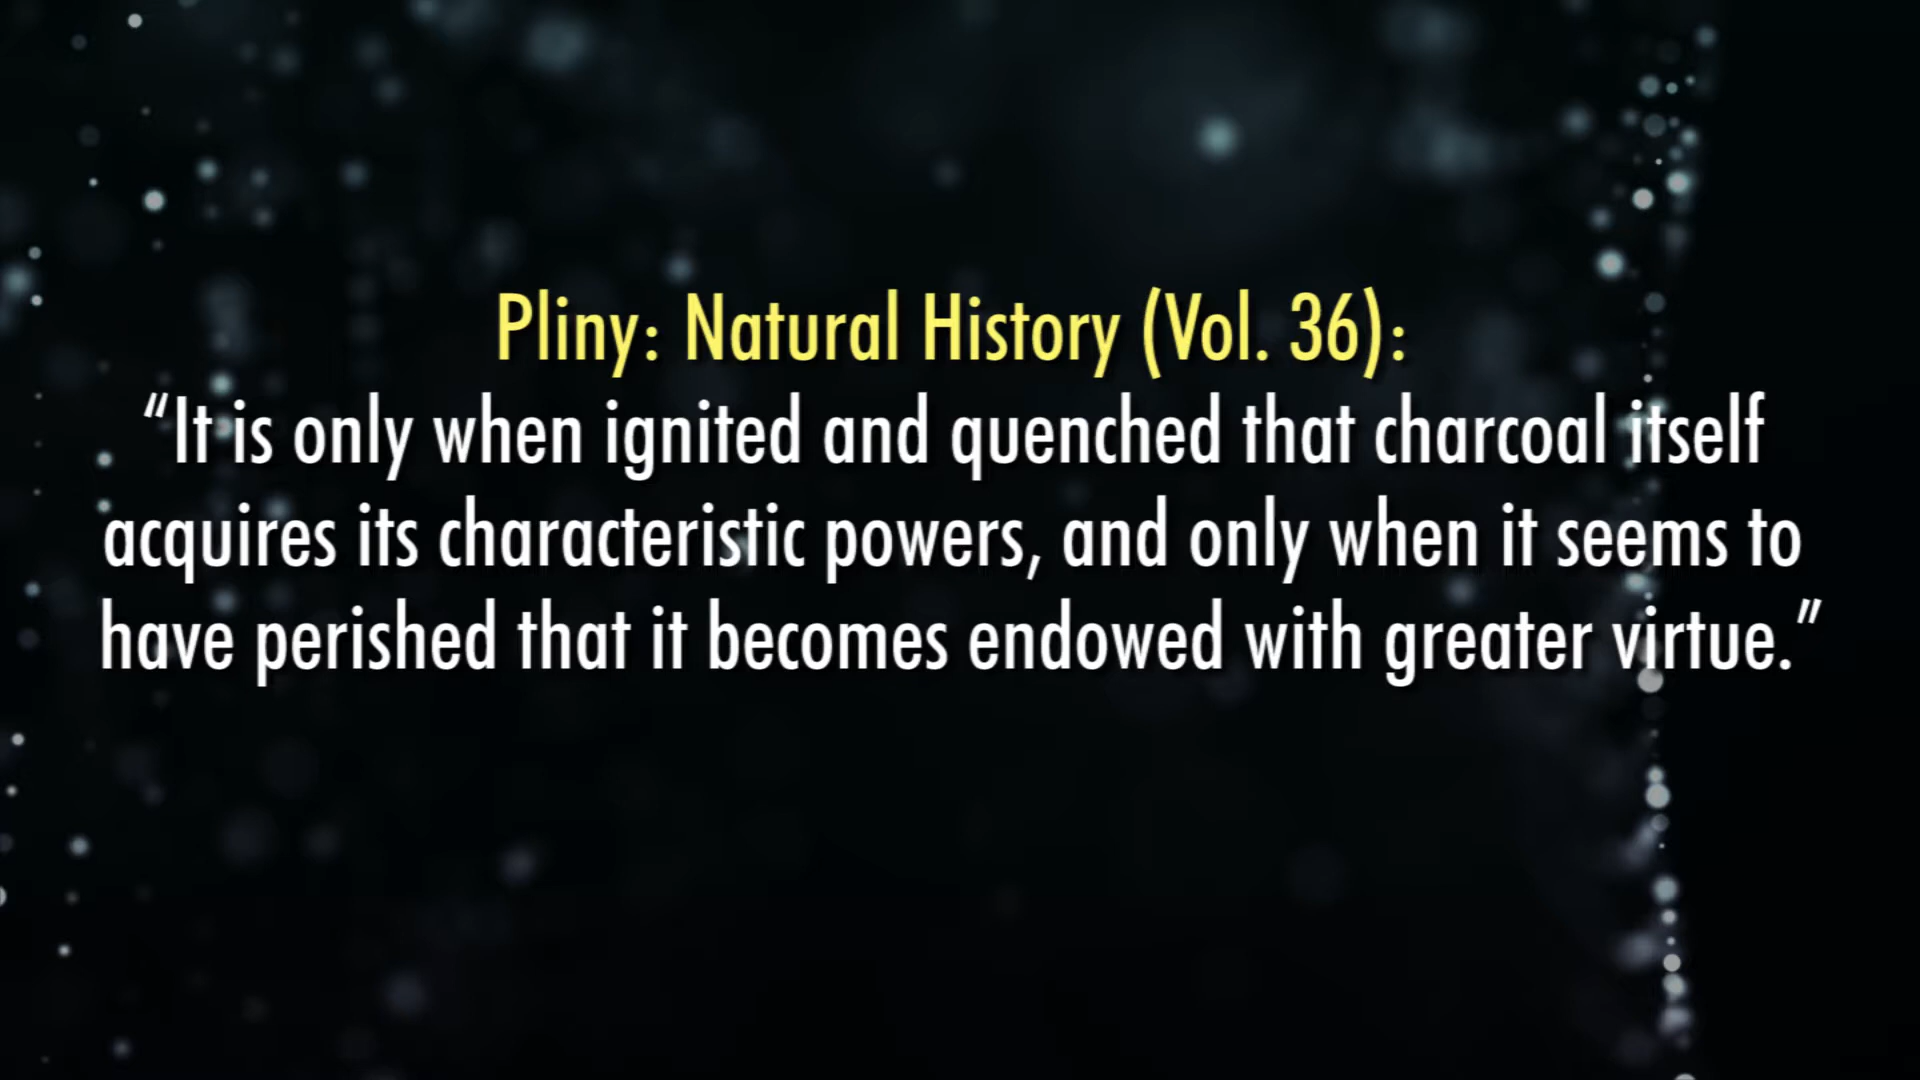 Pliny: Natural History (Vol. 36):
“It is only when ignited and quenched that charcoal itself
acquires its characteristic powers, and only when it seems to
have perished that it becomes endowed with greater virtue.”